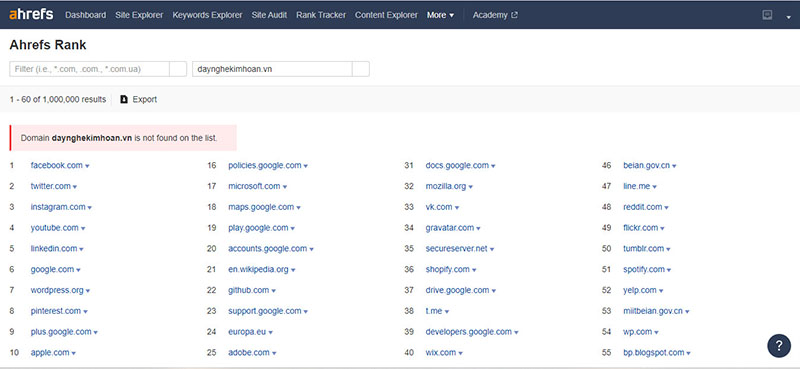 ahrefs Dashboard Site Explorer Keywords Explorer Site Audit Rank Tracker Content Explorer More Academy
Ahrefs Rank
Filter (i.e., *.com, .com., *.com.ua) daynghekimhoan.vn
1 - 60 of 1,000,000 results Export
Domain daynghekimhoan.vn is not found on the list.
1 facebook.com 16 policies.google.com 31 docs.google.com 46 beian.gov.cn
2 twitter.com 17 microsoft.com 32 mozilla.org 47 line.me
3 instagram.com 18 maps.google.com 33 vk.com 48 reddit.com
4 youtube.com 19 play.google.com 34 gravatar.com 49 flickr.com
5 linkedin.com 20 accounts.google.com 35 secureserver.net 50 tumblr.com
6 google.com 21 en.wikipedia.org 36 shopify.com 51 spotify.com
7 wordpress.org 22 github.com 37 drive.google.com 52 yelp.com
8 pinterest.com 23 support.google.com 38 t.me 53 miitbeian.gov.cn
9 plus.google.com 24 europa.eu 39 developers.google.com 54 wp.com
10 apple.com 25 adobe.com 40 wix.com 55 bp.blogspot.com
?